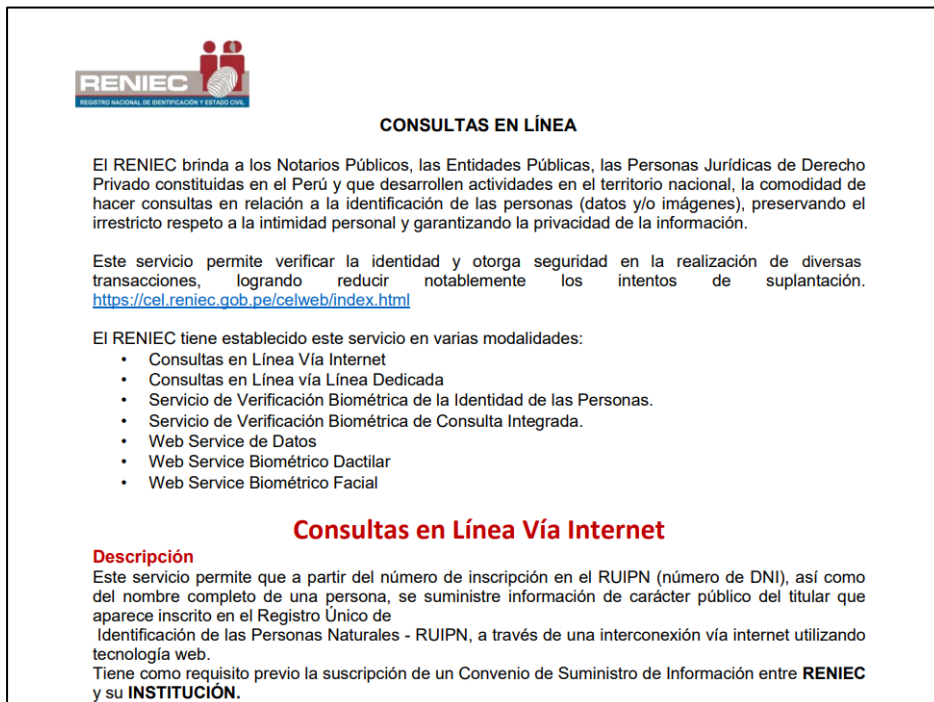 RENIEC
REGISTRO NACIONAL DE IDENTIFICACIÓN Y ESTADO CIVIL
CONSULTAS EN LÍNEA
El RENIEC brinda a los Notarios Públicos, las Entidades Públicas, las Personas Jurídicas de Derecho
Privado constituidas en el Perú y que desarrollen actividades en el territorio nacional, la comodidad de
hacer consultas en relación a la identificación de las personas (datos y/o imágenes), preservando el
irrestricto respeto a la intimidad personal y garantizando la privacidad de la información.
Este servicio permite verificar la identidad y otorga seguridad en la realización de diversas
transacciones, logrando reducir notablemente los intentos de suplantación.
https://cel.reniec.gob.pe/celweb/index.html
El RENIEC tiene establecido este servicio en varias modalidades:
• Consultas en Línea Vía Internet
• Consultas en Línea vía Línea Dedicada
• Servicio de Verificación Biométrica de la Identidad de las Personas.
• Servicio de Verificación Biométrica de Consulta Integrada.
• Web Service de Datos
• Web Service Biométrico Dactilar
• Web Service Biométrico Facial
Consultas en Línea Vía Internet
Descripción
Este servicio permite que a partir del número de inscripción en el RUIPN (número de DNI), así como
del nombre completo de una persona, se suministre información de carácter público del titular que
aparece inscrito en el Registro Único de
Identificación de las Personas Naturales - RUIPN, a través de una interconexión vía internet utilizando
tecnología web.
Tiene como requisito previo la suscripción de un Convenio de Suministro de Información entre RENIEC
y su INSTITUCIÓN.